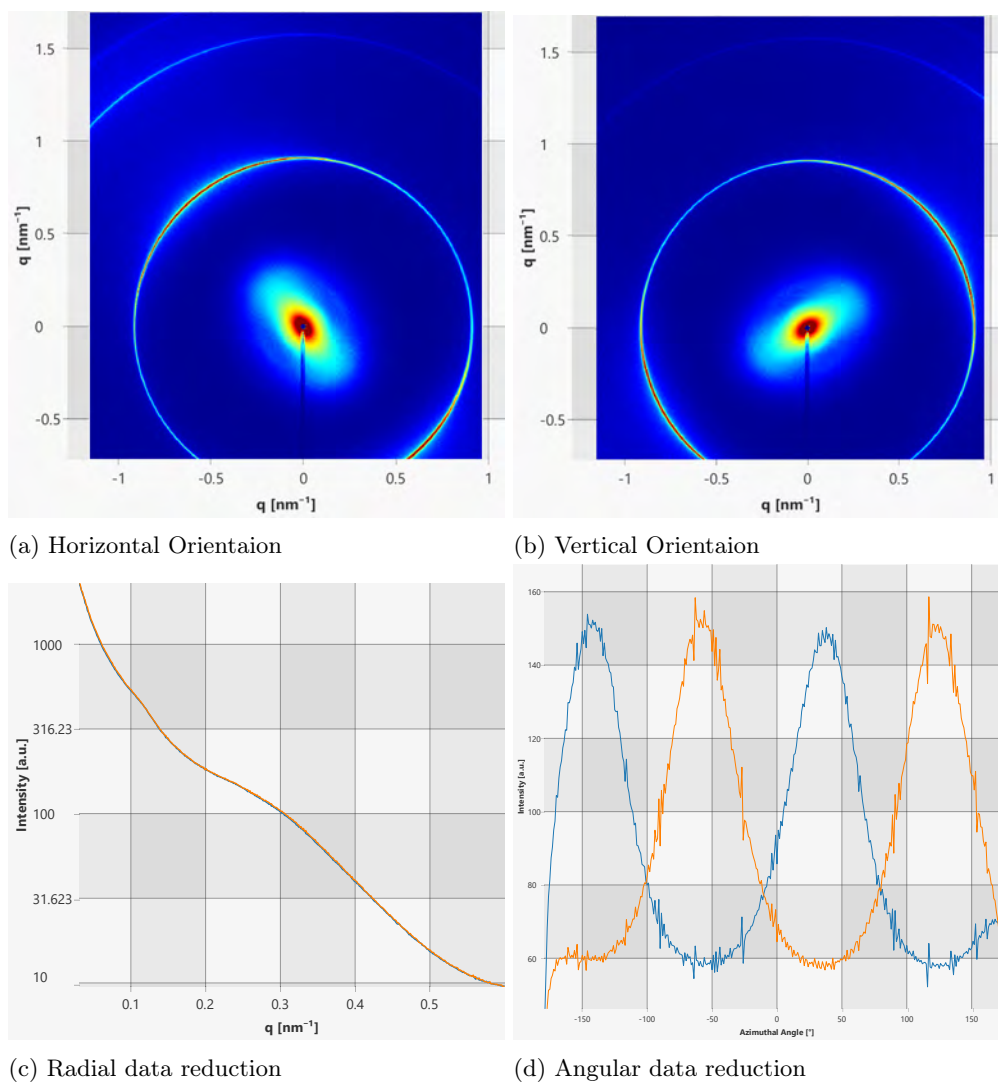 1.5
1
0.5
0
-0.5
q [nm⁻¹]
-1 -0.5 0 0.5 1
q [nm⁻¹]
(a) Horizontal Orientaion
1.5
1
0.5
0
-0.5
q [nm⁻¹]
-1 -0.5 0 0.5 1
q [nm⁻¹]
(b) Vertical Orientaion
1000
316.23
100
31.623
10
Intensity [a.u.]
0.1 0.2 0.3 0.4 0.5
q [nm⁻¹]
(c) Radial data reduction
160
140
120
100
80
60
Intensity [a.u.]
-150 -100 -50 0 50 100 150
Azimuthal Angle [°]
(d) Angular data reduction